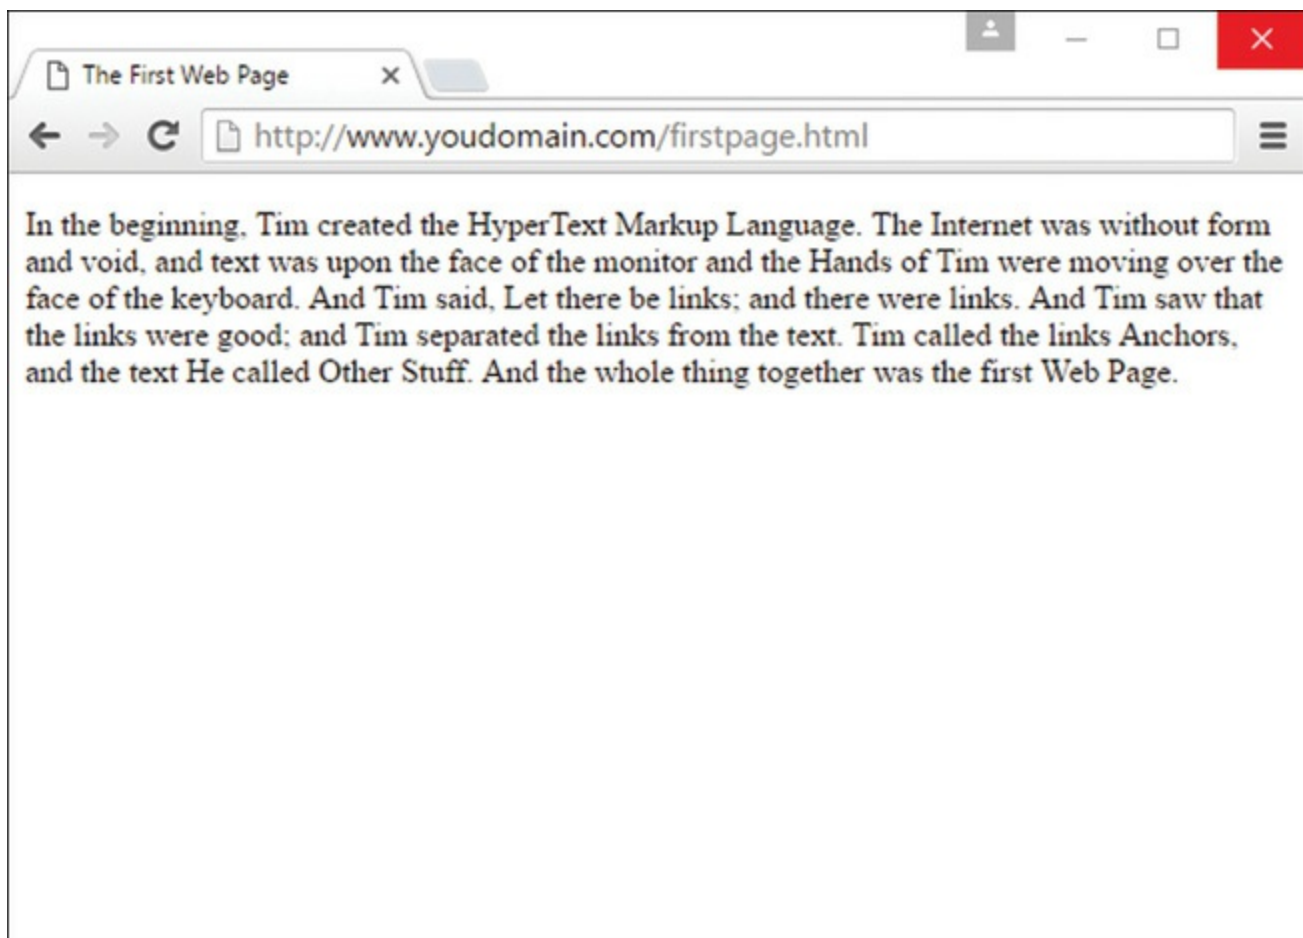 The First Web Page
http://www.youdomain.com/firstpage.html
In the beginning, Tim created the HyperText Markup Language. The Internet was without form
and void, and text was upon the face of the monitor and the Hands of Tim were moving over the
face of the keyboard. And Tim said, Let there be links; and there were links. And Tim saw that
the links were good; and Tim separated the links from the text. Tim called the links Anchors,
and the text He called Other Stuff. And the whole thing together was the first Web Page.